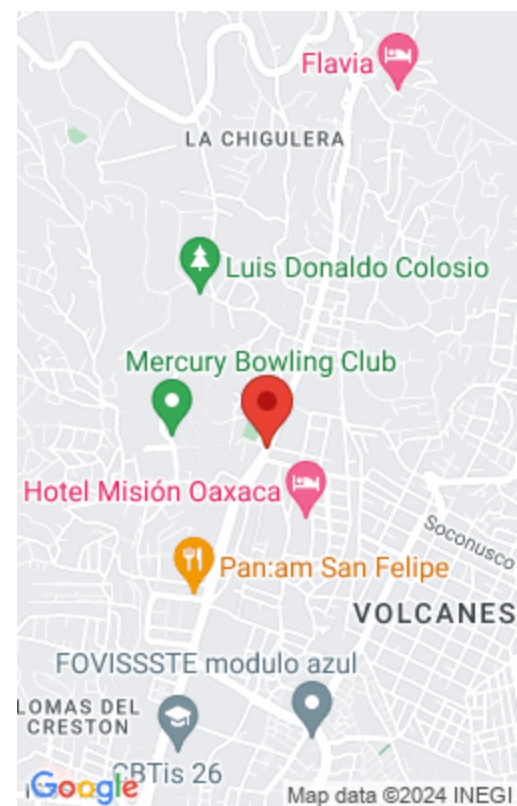 Flavia
LA CHIGULERA
Luis Donaldo Colosio
Mercury Bowling Club
Hotel Misión Oaxaca
Soconusco
Pan:am San Felipe
VOLCANES
FOVISSSTE modulo azul
LOMAS DEL
CRESTON
CBTis 26
Google
Map data ©2024 INEGI